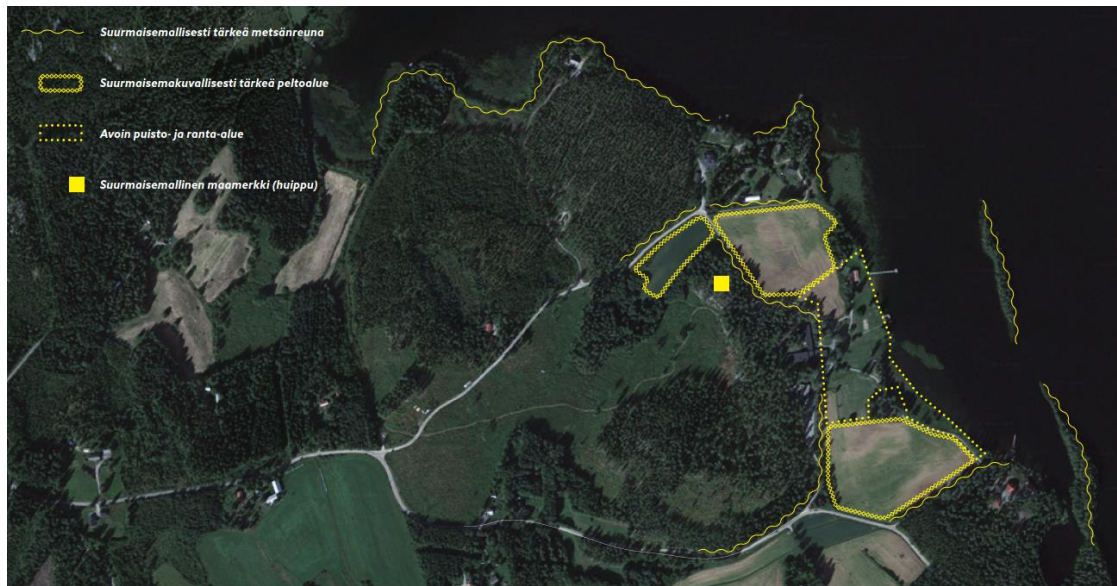 Suurmaisemallisesti tärkeä metsänreuna
Suurmaisemakuvallisesti tärkeä peltoalue
Avoin puisto- ja ranta-alue
Suurmaisemallinen maamerkki (huippu)